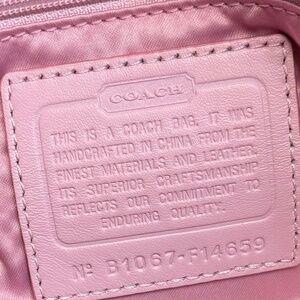 COACH
THIS IS A COACH BAG. IT WAS
HANDCRAFTED IN CHINA FROM THE
FINEST MATERIALS AND LEATHER.
ITS SUPERIOR CRAFTSMANSHIP
REFLECTS OUR COMMITMENT TO
ENDURING QUALITY.
Nº B1067-F14659